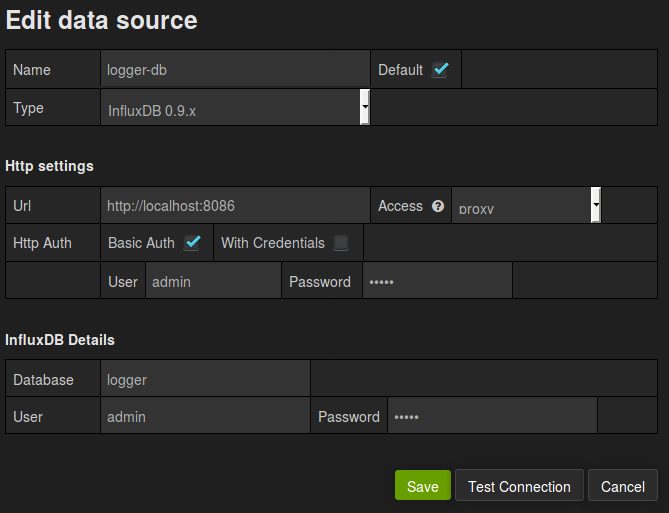 Edit data source
Name logger-db Default
Type InfluxDB 0.9.x
Http settings
Url http://localhost:8086 Access ? proxy
Http Auth Basic Auth With Credentials
User admin Password •••••
InfluxDB Details
Database logger
User admin Password •••••
Save Test Connection Cancel